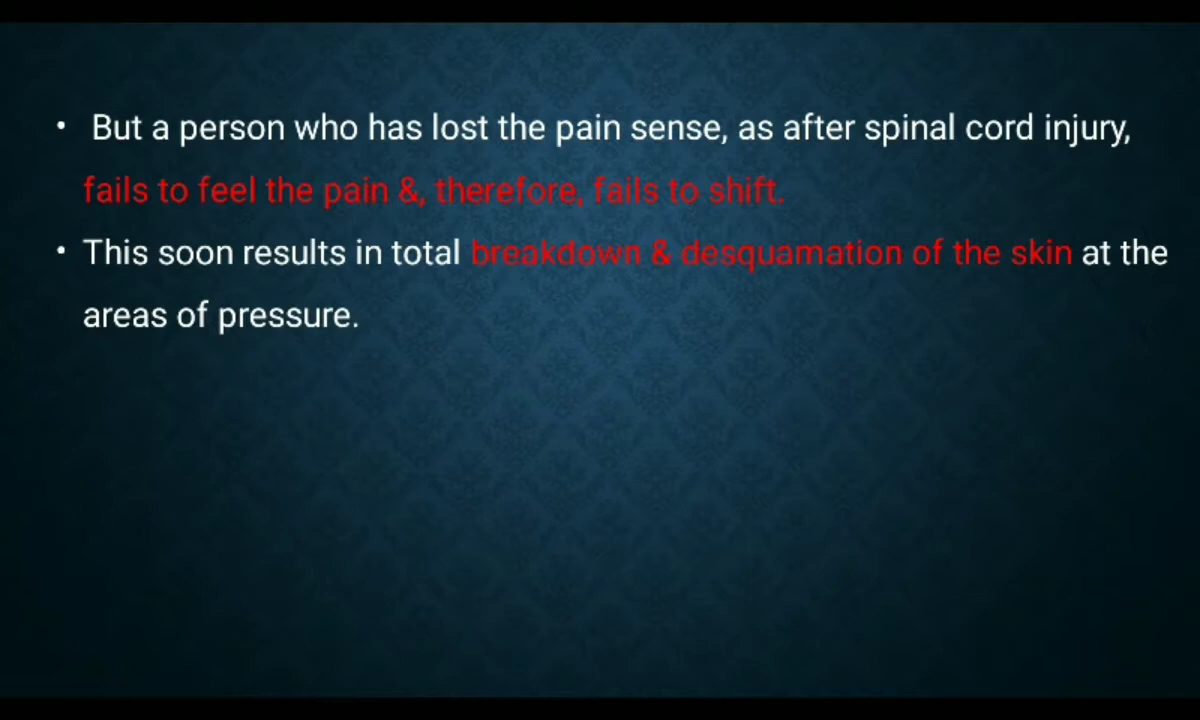 • But a person who has lost the pain sense, as after spinal cord injury,
fails to feel the pain &, therefore, fails to shift.
• This soon results in total breakdown & desquamation of the skin at the
areas of pressure.